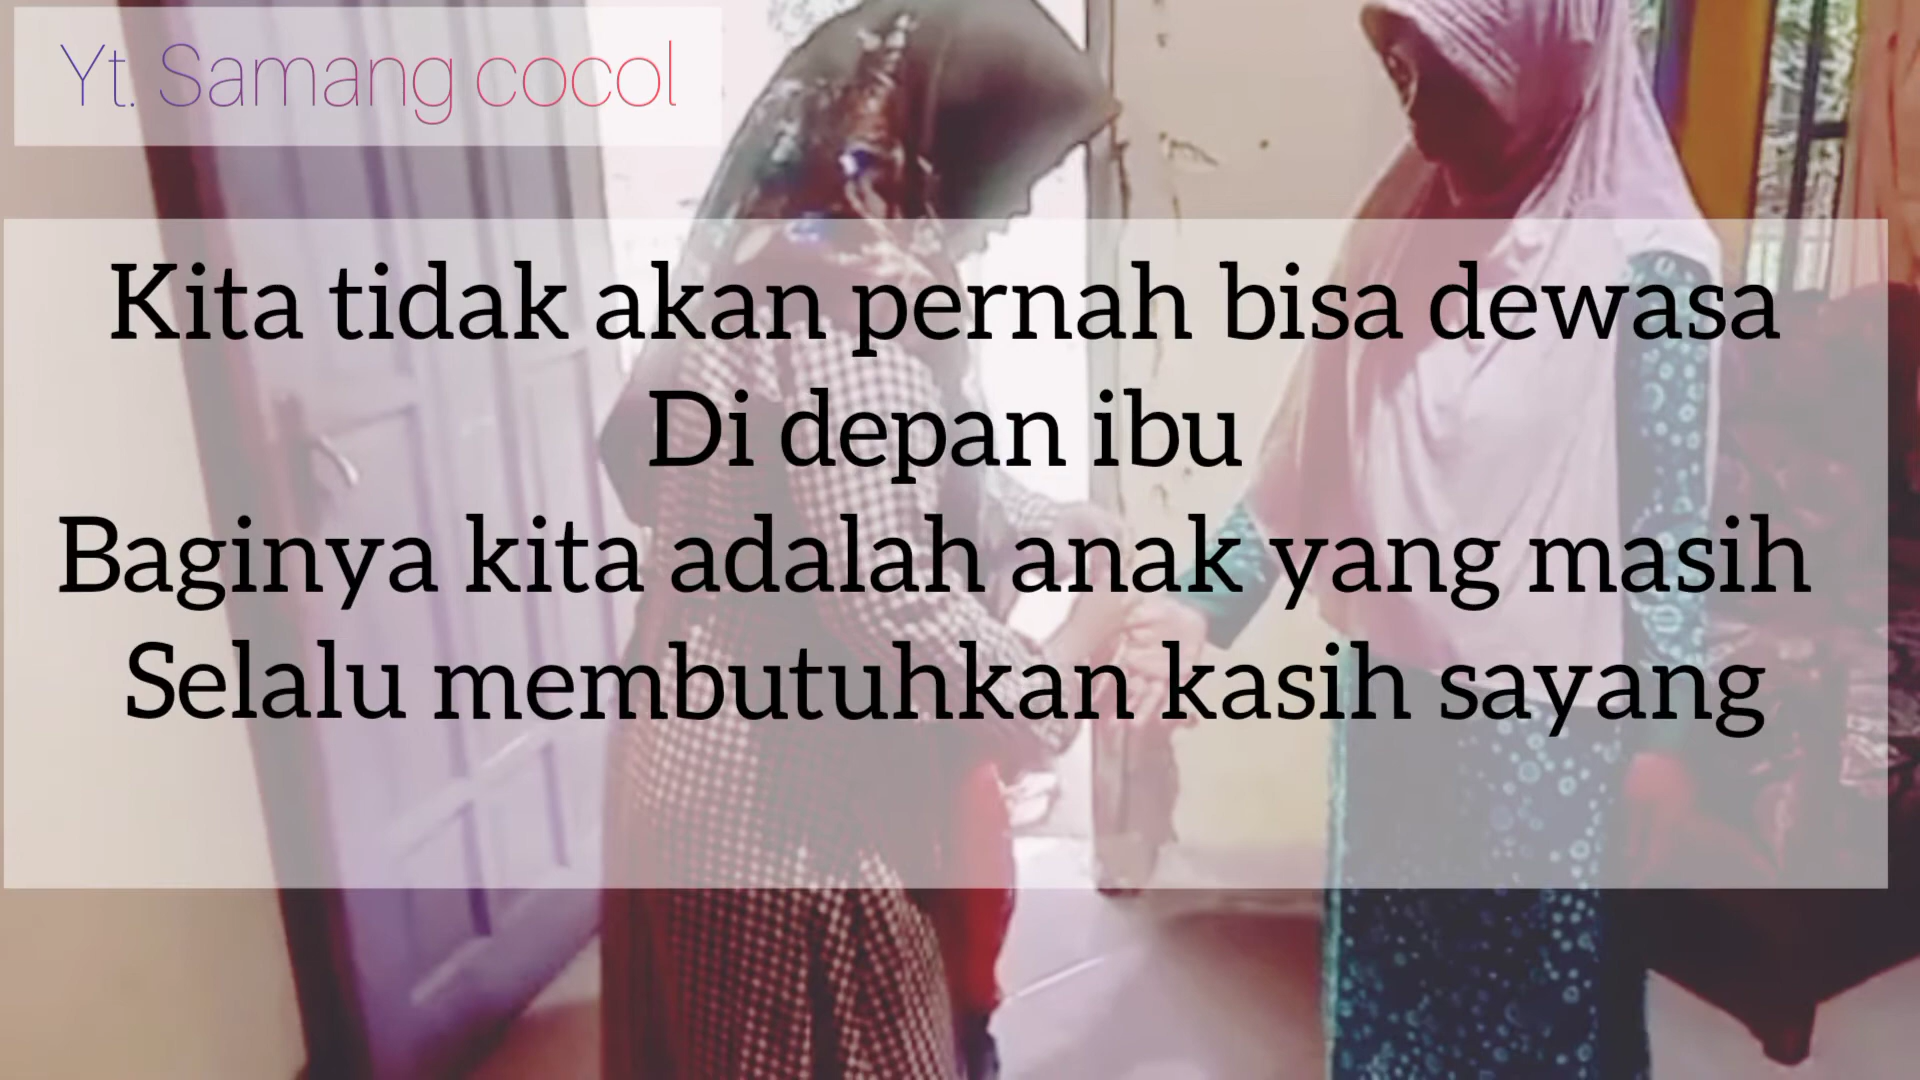 Yt. Samang cocol
Kita tidak akan pernah bisa dewasa
Di depan ibu
Baginya kita adalah anak yang masih
Selalu membutuhkan kasih sayang